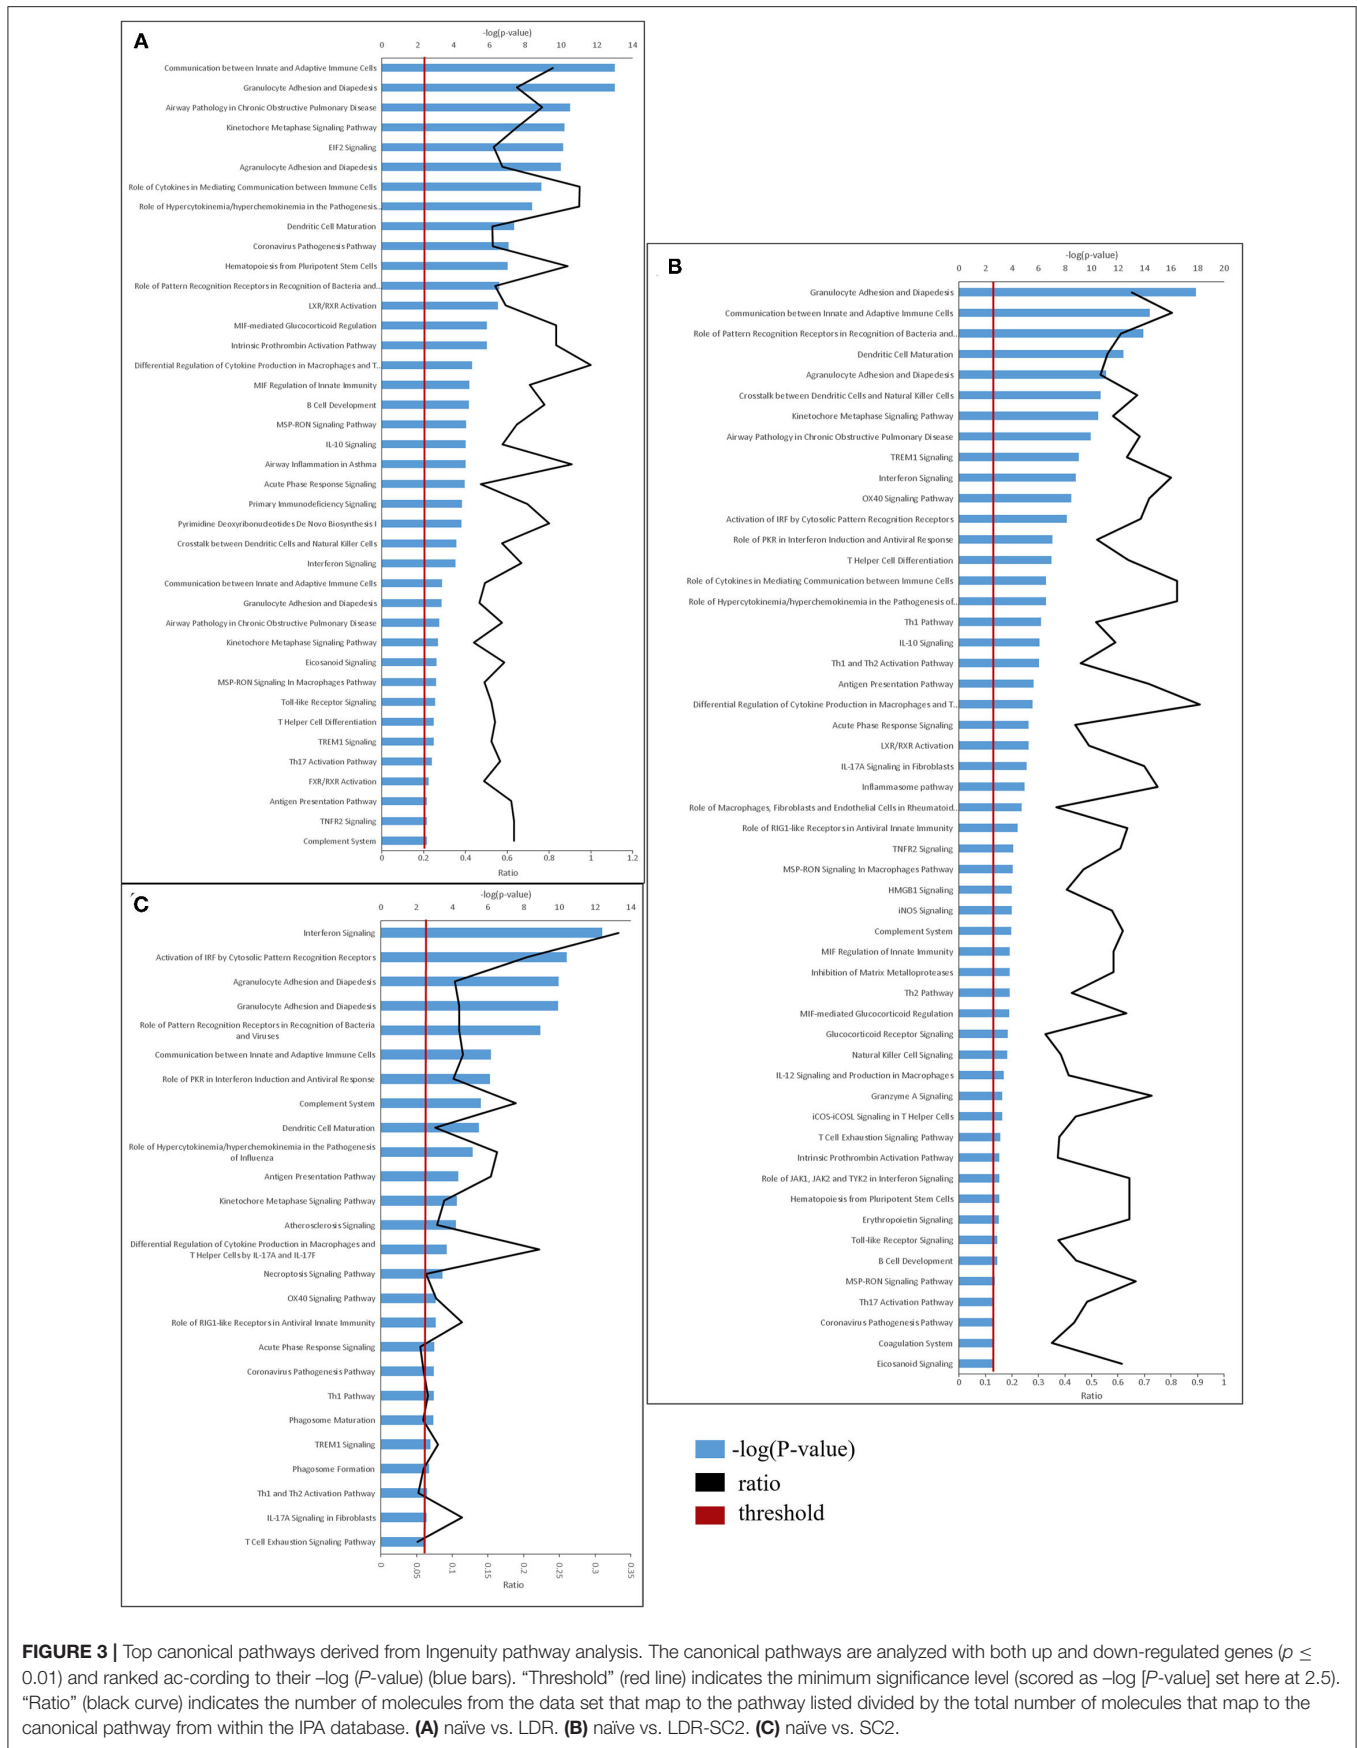 A
-log(p-value)
0 2 4 6 8 10 12 14
Communication between Innate and Adaptive Immune Cells
Granulocyte Adhesion and Diapedesis
Airway Pathology in Chronic Obstructive Pulmonary Disease
Kinetochore Metaphase Signaling Pathway
EIF2 Signaling
Agranulocyte Adhesion and Diapedesis
Role of Cytokines in Mediating Communication between Immune Cells
Role of Hypercytokinemia/hyperchemokinemia in the Pathogenesis..
Dendritic Cell Maturation
Coronavirus Pathogenesis Pathway
Hematopoiesis from Pluripotent Stem Cells
Role of Pattern Recognition Receptors in Recognition of Bacteria and..
LXR/RXR Activation
MIF-mediated Glucocorticoid Regulation
Intrinsic Prothrombin Activation Pathway
Differential Regulation of Cytokine Production in Macrophages and T..
MIF Regulation of Innate Immunity
B Cell Development
MSP-RON Signaling Pathway
IL-10 Signaling
Airway Inflammation in Asthma
Acute Phase Response Signaling
Primary Immunodeficiency Signaling
Pyrimidine Deoxyribonudeotides De Novo Biosynthesis I
Crosstalk between Dendritic Cells and Natural Killer Cells
Interferon Signaling
Communication between Innate and Adaptive Immune Cells
Granulocyte Adhesion and Diapedesis
Airway Pathology in Chronic Obstructive Pulmonary Disease
Kinetochore Metaphase Signaling Pathway
Eicosanoid Signaling
MSP-RON Signaling In Macrophages Pathway
Toll-like Receptor Signaling
T Helper Cell Differentiation
TREM1 Signaling
Th17 Activation Pathway
FXR/RXR Activation
Antigen Presentation Pathway
TNFR2 Signaling
Complement System
0 0.2 0.4 0.6 0.8 1 1.2
Ratio
B
-log(p-value)
0 2 4 6 8 10 12 14 16 18 20
Granulocyte Adhesion and Diapedesis
Communication between Innate and Adaptive Immune Cells
Role of Pattern Recognition Receptors in Recognition of Bacteria and..
Dendritic Cell Maturation
Agranulocyte Adhesion and Diapedesis
Crosstalk between Dendritic Cells and Natural Killer Cells
Kinetochore Metaphase Signaling Pathway
Airway Pathology in Chronic Obstructive Pulmonary Disease
TREM1 Signaling
Interferon Signaling
OX40 Signaling Pathway
Activation of IRF by Cytosolic Pattern Recognition Receptors
Role of PKR in Interferon Induction and Antiviral Response
T Helper Cell Differentiation
Role of Cytokines in Mediating Communication between Immune Cells
Role of Hypercytokinemia/hyperchemokinemia in the Pathogenesis of..
Th1 Pathway
IL-10 Signaling
Th1 and Th2 Activation Pathway
Antigen Presentation Pathway
Differential Regulation of Cytokine Production in Macrophages and T..
Acute Phase Response Signaling
LXR/RXR Activation
IL-17A Signaling in Fibroblasts
Inflammasome pathway
Role of Macrophages, Fibroblasts and Endothelial Cells in Rheumatoid..
Role of RIG1-like Receptors in Antiviral Innate Immunity
TNFR2 Signaling
MSP-RON Signaling In Macrophages Pathway
HMGB1 Signaling
iNOS Signaling
Complement System
MIF Regulation of Innate Immunity
Inhibition of Matrix Metalloproteases
Th2 Pathway
MIF-mediated Glucocorticoid Regulation
Glucocorticoid Receptor Signaling
Natural Killer Cell Signaling
IL-12 Signaling and Production in Macrophages
Granzyme A Signaling
iCOS-iCOSL Signaling in T Helper Cells
T Cell Exhaustion Signaling Pathway
Intrinsic Prothrombin Activation Pathway
Role of JAK1, JAK2 and TYK2 in Interferon Signaling
Hematopoiesis from Pluripotent Stem Cells
Erythropoietin Signaling
Toll-like Receptor Signaling
B Cell Development
MSP-RON Signaling Pathway
Th17 Activation Pathway
Coronavirus Pathogenesis Pathway
Coagulation System
Eicosanoid Signaling
0 0.1 0.2 0.3 0.4 0.5 0.6 0.7 0.8 0.9 1
Ratio
C
-log(p-value)
0 2 4 6 8 10 12 14
Interferon Signaling
Activation of IRF by Cytosolic Pattern Recognition Receptors
Agranulocyte Adhesion and Diapedesis
Granulocyte Adhesion and Diapedesis
Role of Pattern Recognition Receptors in Recognition of Bacteria
and Viruses
Communication between Innate and Adaptive Immune Cells
Role of PKR in Interferon Induction and Antiviral Response
Complement System
Dendritic Cell Maturation
Role of Hypercytokinemia/hyperchemokinemia in the Pathogenesis
of Influenza
Antigen Presentation Pathway
Kinetochore Metaphase Signaling Pathway
Atherosclerosis Signaling
Differential Regulation of Cytokine Production in Macrophages and
T Helper Cells by IL-17A and IL-17F
Necroptosis Signaling Pathway
OX40 Signaling Pathway
Role of RIG1-like Receptors in Antiviral Innate Immunity
Acute Phase Response Signaling
Coronavirus Pathogenesis Pathway
Th1 Pathway
Phagosome Maturation
TREM1 Signaling
Phagosome Formation
Th1 and Th2 Activation Pathway
IL-17A Signaling in Fibroblasts
T Cell Exhaustion Signaling Pathway
0 0.05 0.1 0.15 0.2 0.25 0.3 0.35
Ratio
-log(P-value)
ratio
threshold
FIGURE 3 | Top canonical pathways derived from Ingenuity pathway analysis. The canonical pathways are analyzed with both up and down-regulated genes (p ≤
0.01) and ranked ac-cording to their –log (P-value) (blue bars). “Threshold” (red line) indicates the minimum significance level (scored as –log [P-value] set here at 2.5).
“Ratio” (black curve) indicates the number of molecules from the data set that map to the pathway listed divided by the total number of molecules that map to the
canonical pathway from within the IPA database. (A) naïve vs. LDR. (B) naïve vs. LDR-SC2. (C) naïve vs. SC2.